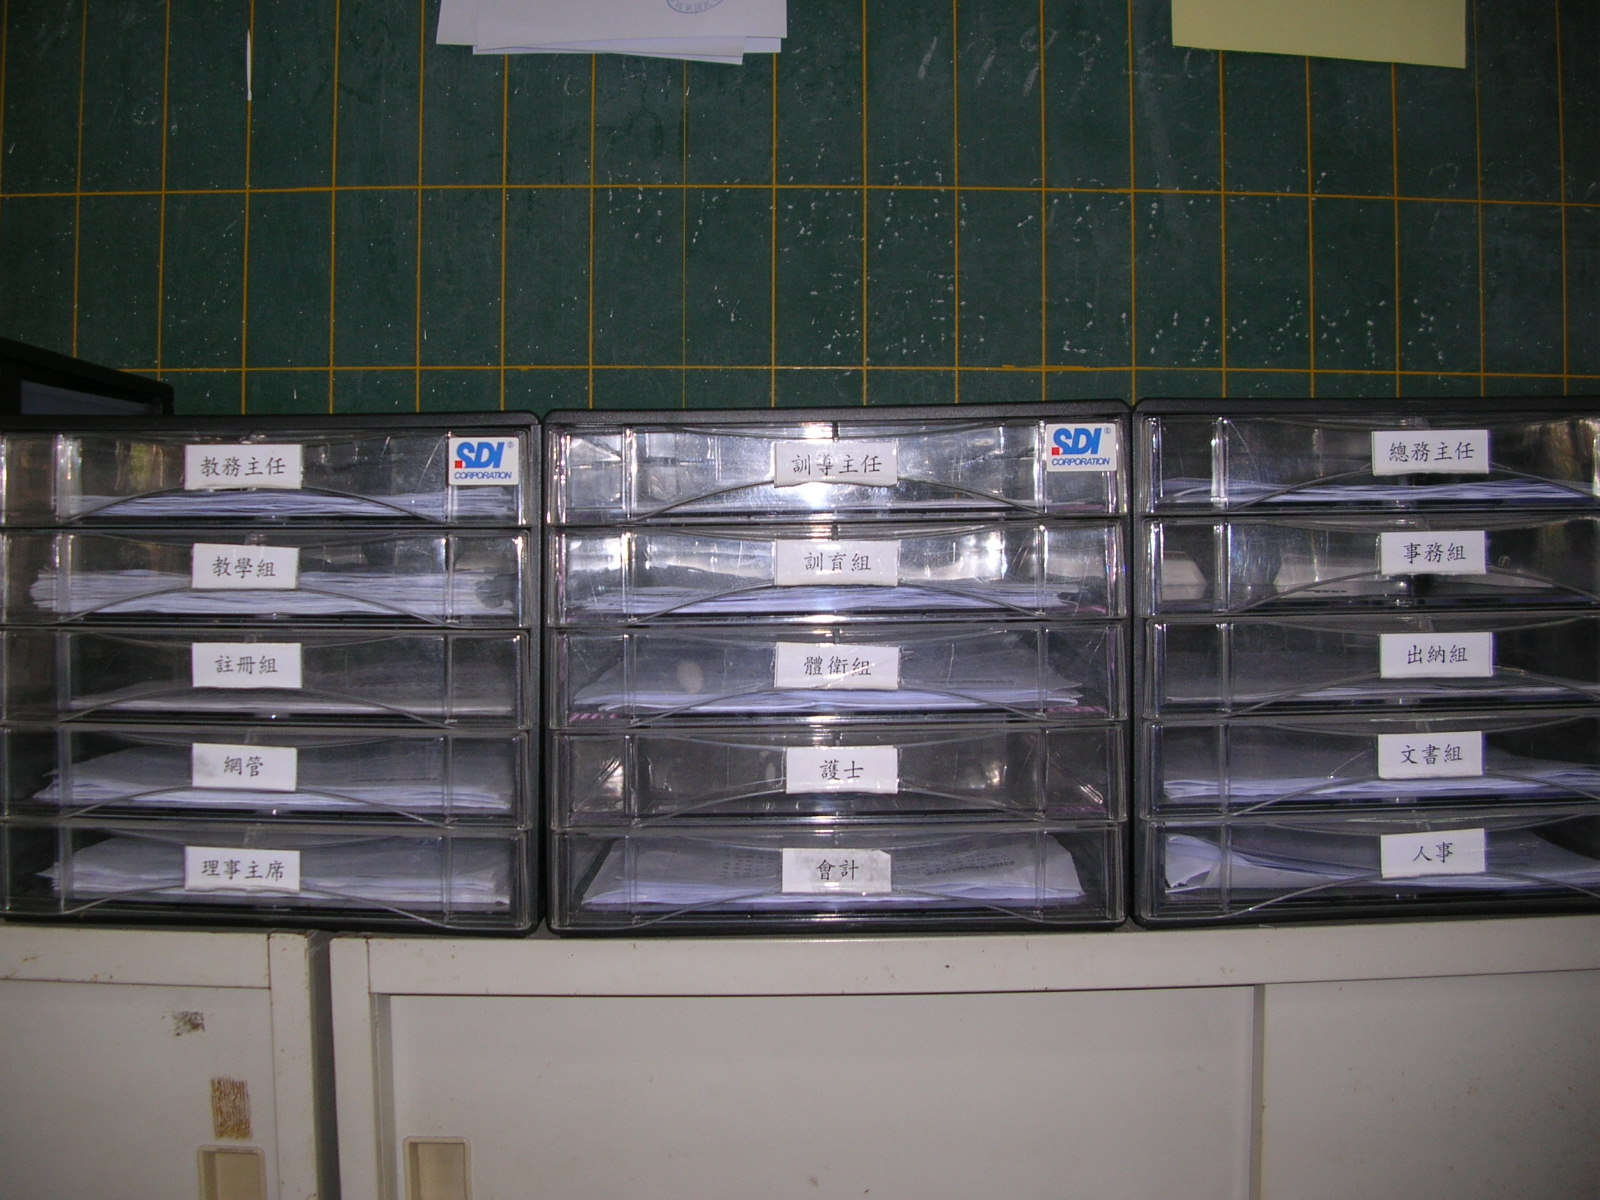 教務主任
SDI®
CORPORATION
訓導主任
SDI®
CORPORATION
總務主任
教學組
訓育組
事務組
註冊組
體衛組
出納組
網管
護士
文書組
理事主席
會計
人事